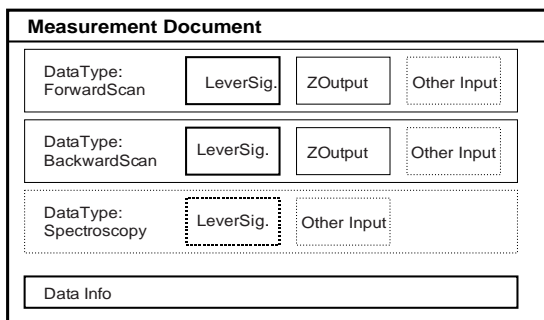 Measurement Document
DataType:
ForwardScan
LeverSig.
ZOutput
Other Input
DataType:
BackwardScan
LeverSig.
ZOutput
Other Input
DataType:
Spectroscopy
LeverSig.
Other Input
Data Info